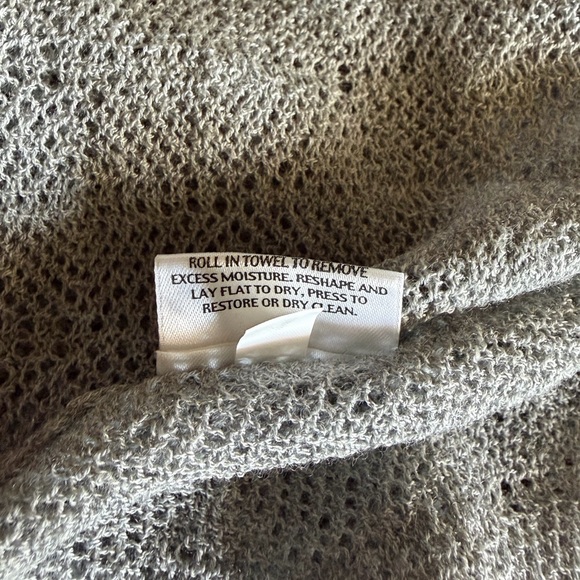 ROLL IN TOWEL TO REMOVE
EXCESS MOISTURE. RESHAPE AND
LAY FLAT TO DRY, PRESS TO
RESTORE OR DRY CLEAN.